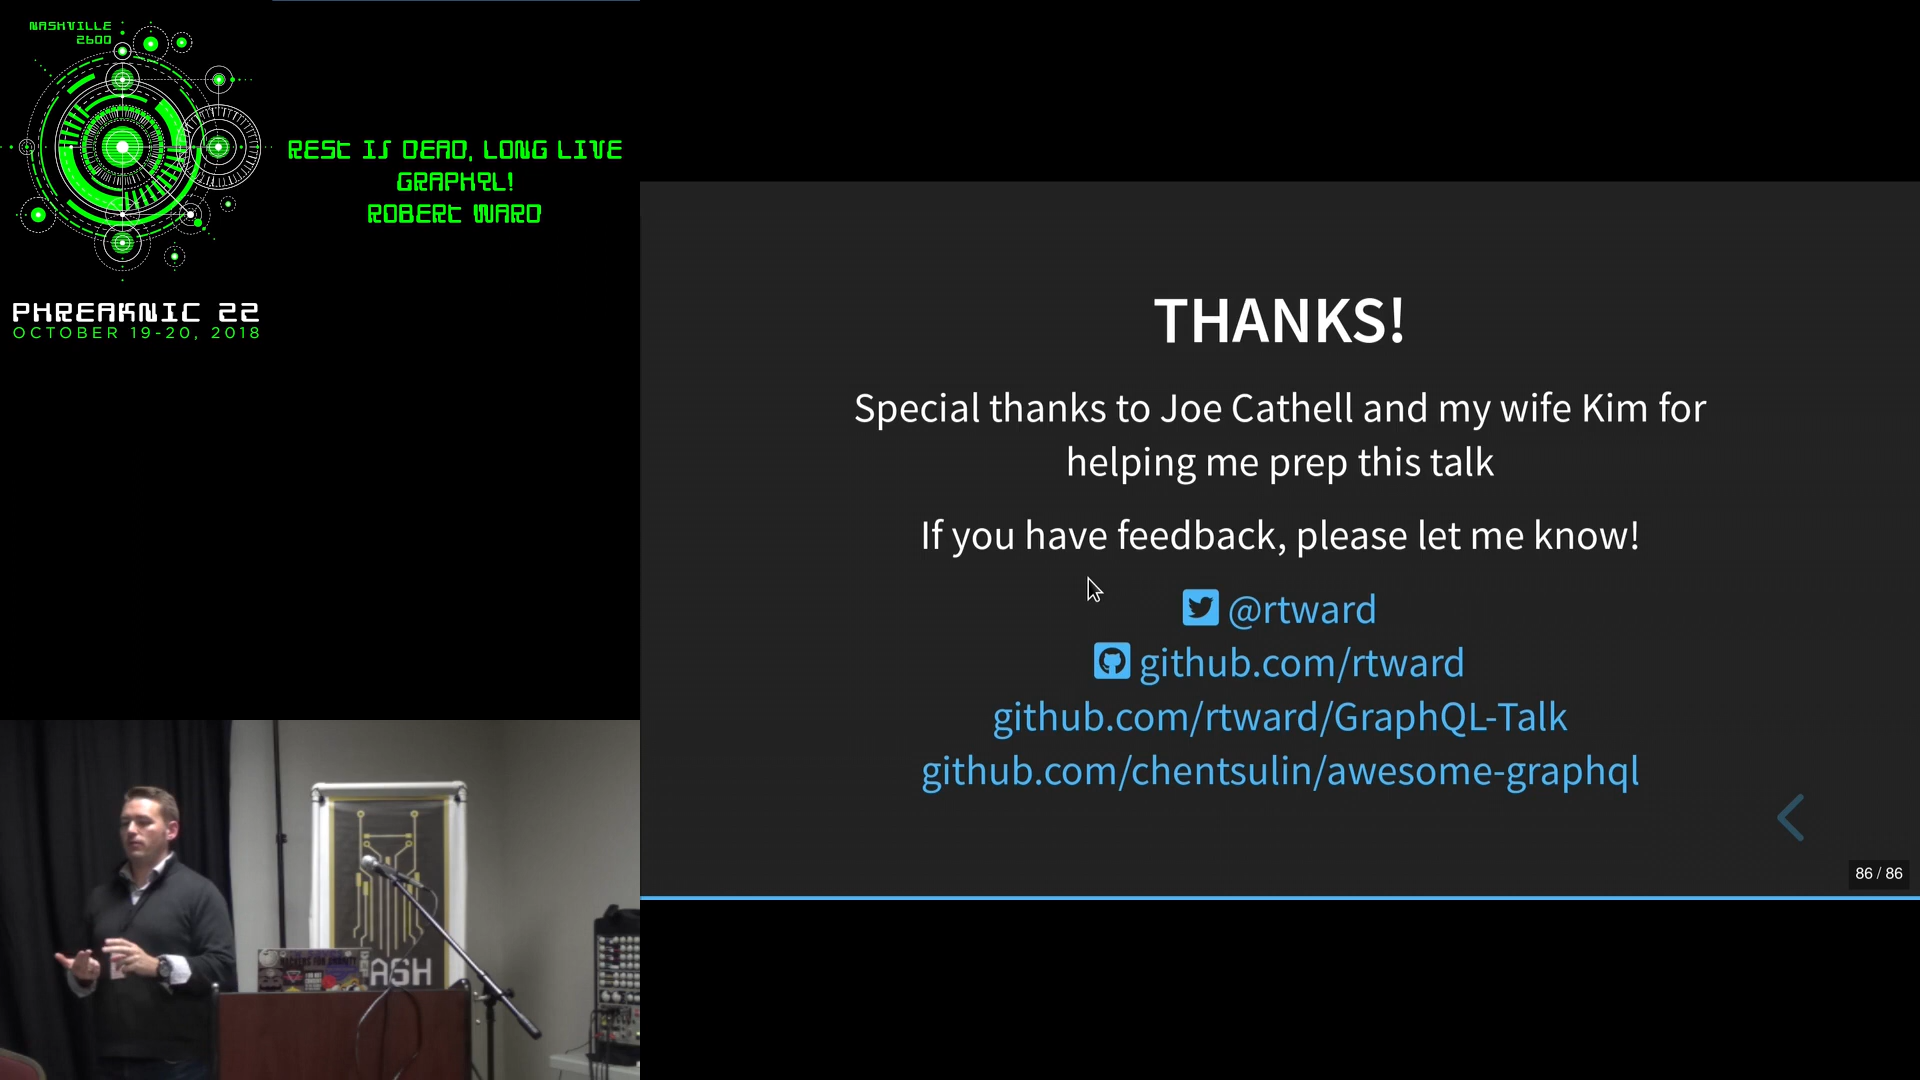 NASHVILLE
2600
REST IS DEAD, LONG LIVE
GRAPHQL!
ROBERT WARD
PHREAKNIC 22
OCTOBER 19-20, 2018
THANKS!
Special thanks to Joe Cathell and my wife Kim for
helping me prep this talk
If you have feedback, please let me know!
@rtward
github.com/rtward
github.com/rtward/GraphQL-Talk
github.com/chentsulin/awesome-graphql
86 / 86
ASH